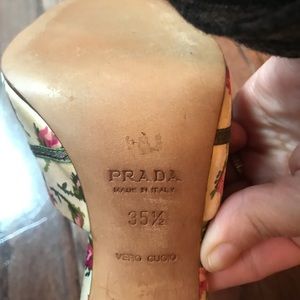 PRADA
MADE IN ITALY
35½
VERO CUOIO